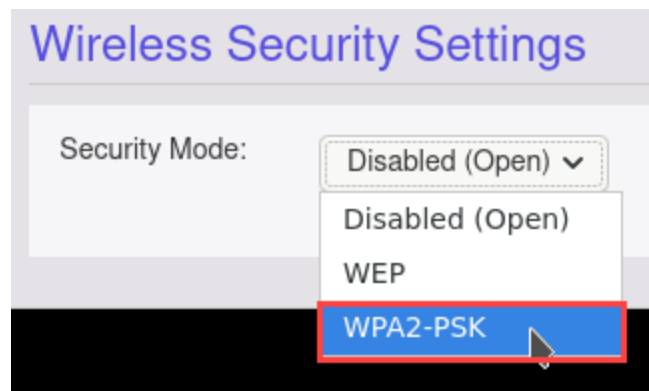 Wireless Security Settings
Security Mode:
Disabled (Open)
Disabled (Open)
WEP
WPA2-PSK